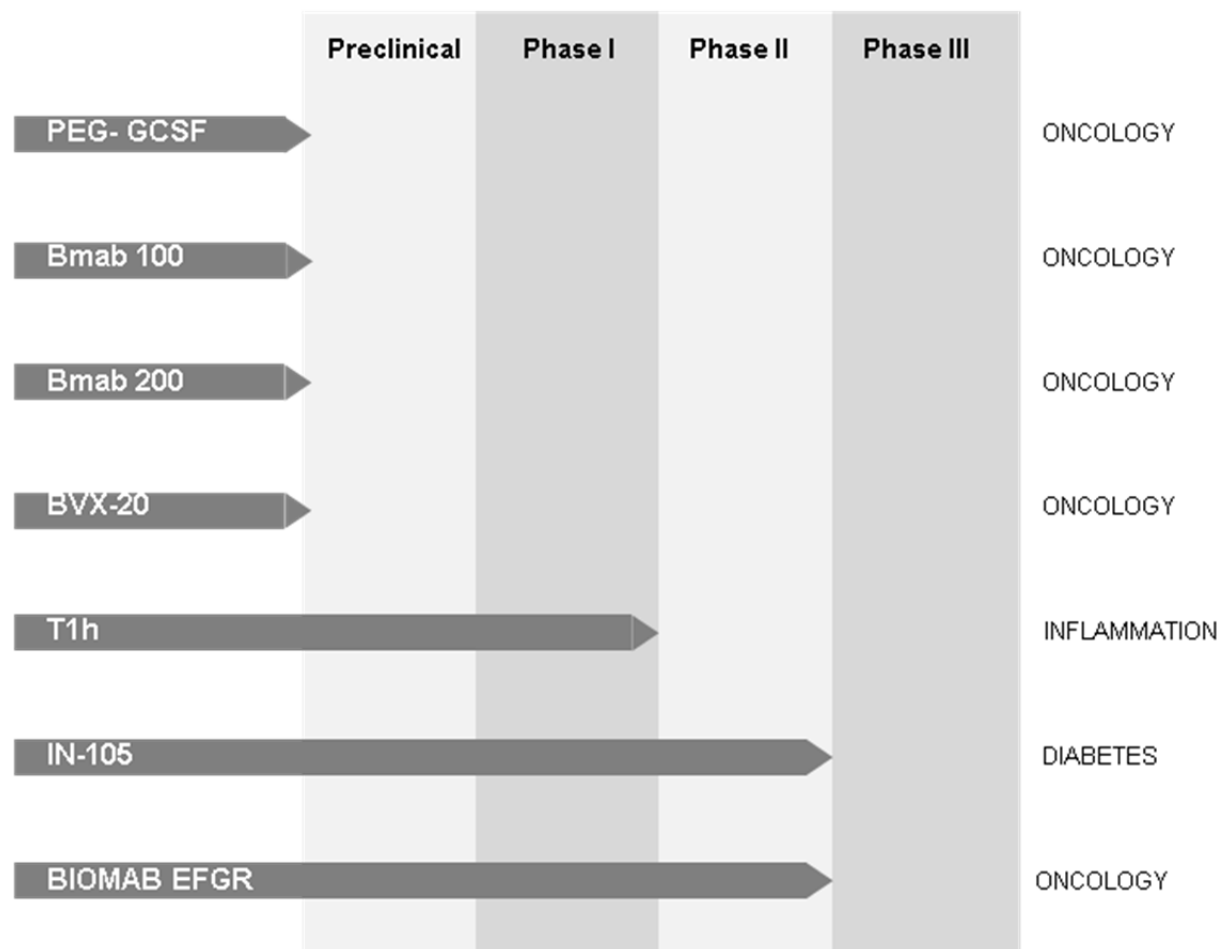 Preclinical Phase I Phase II Phase III
PEG- GCSF ONCOLOGY
Bmab 100 ONCOLOGY
Bmab 200 ONCOLOGY
BVX-20 ONCOLOGY
T1h INFLAMMATION
IN-105 DIABETES
BIOMAB EFGR ONCOLOGY